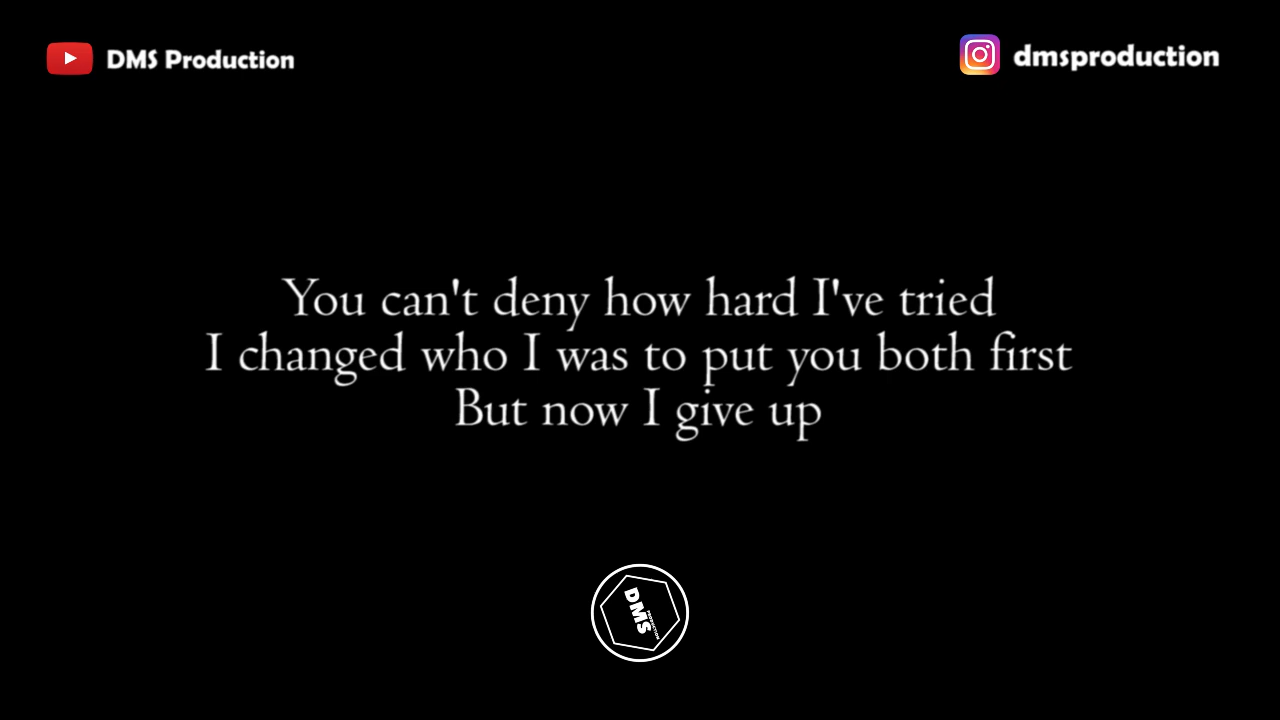 DMS Production
dmsproduction
You can't deny how hard I've tried
I changed who I was to put you both first
But now I give up
DMS
PRODUCTION